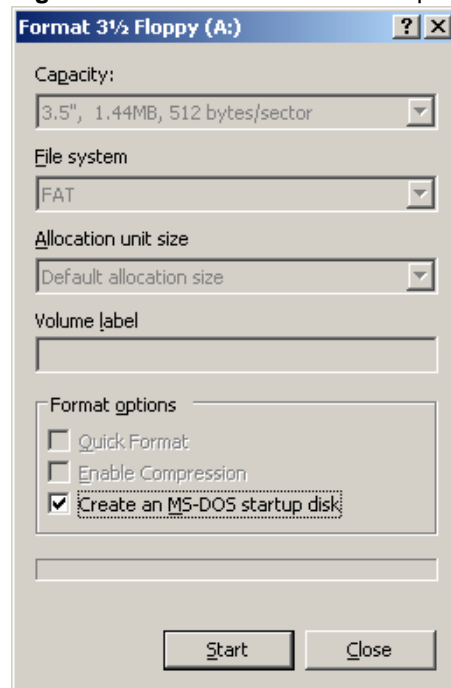 Format 3½ Floppy (A:)
Capacity:
3.5", 1.44MB, 512 bytes/sector
File system
FAT
Allocation unit size
Default allocation size
Volume label
Format options
Quick Format
Enable Compression
Create an MS-DOS startup disk
Start
Close